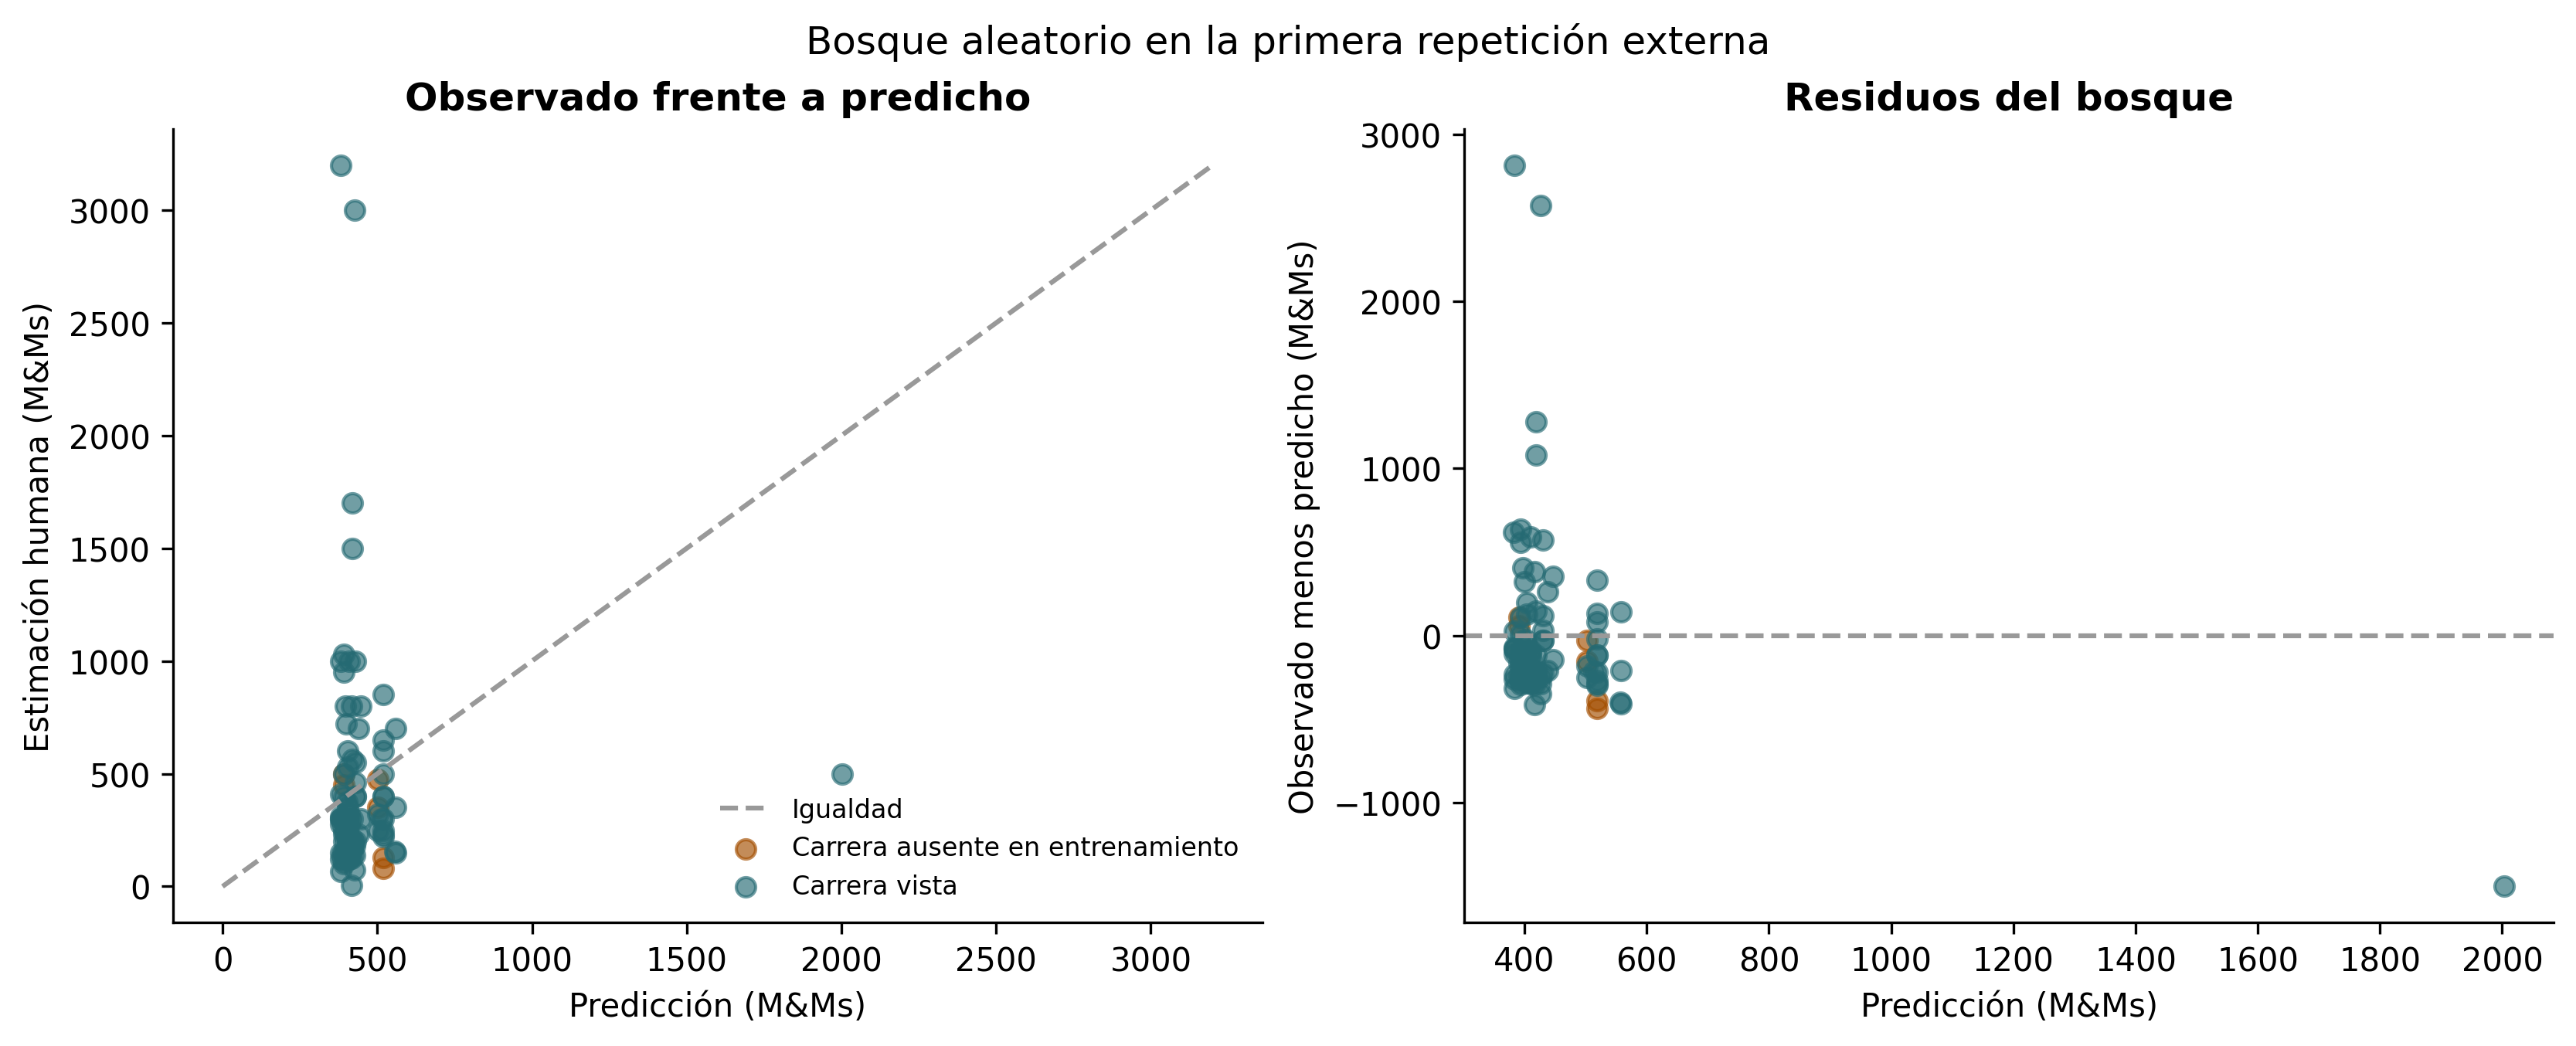 Bosque aleatorio en la primera repetición externa
Observado frente a predicho
Estimación humana (M&Ms)
3000
2500
2000
1500
1000
500
0
0 500 1000 1500 2000 2500 3000
Predicción (M&Ms)
Igualdad
Carrera ausente en entrenamiento
Carrera vista
Residuos del bosque
Observado menos predicho (M&Ms)
3000
2000
1000
0
−1000
400 600 800 1000 1200 1400 1600 1800 2000
Predicción (M&Ms)